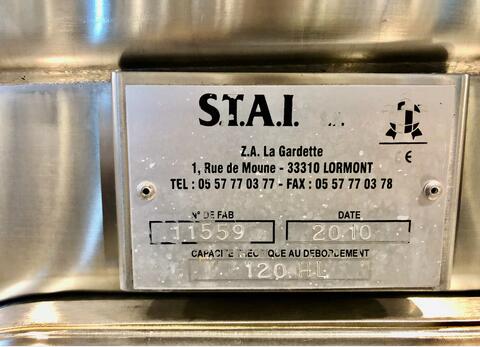 S.T.A.I.
Z.A. La Gardette
1, Rue de Moune - 33310 LORMONT
TEL : 05 57 77 03 77 - FAX : 05 57 77 03 78
CE
N° DE FAB DATE
11559 2010
CAPACITE THEORIQUE AU DEBORDEMENT
120 HL